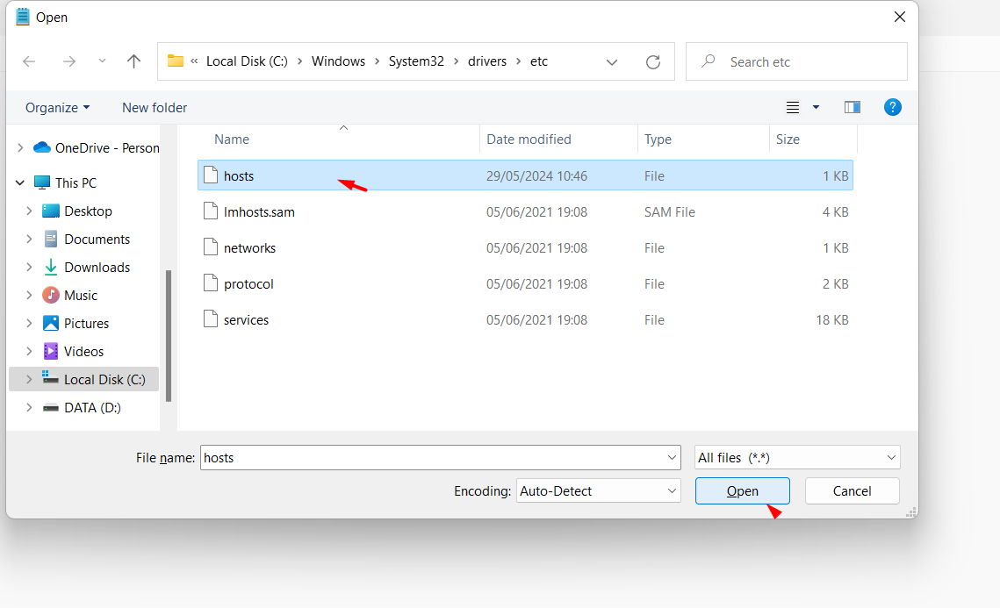 Open
« Local Disk (C:) › Windows › System32 › drivers › etc
Search etc
Organize
New folder
?
OneDrive - Person
This PC
Desktop
Documents
Downloads
Music
Pictures
Videos
Local Disk (C:)
DATA (D:)
Name Date modified Type Size
hosts 29/05/2024 10:46 File 1 KB
lmhosts.sam 05/06/2021 19:08 SAM File 4 KB
networks 05/06/2021 19:08 File 1 KB
protocol 05/06/2021 19:08 File 2 KB
services 05/06/2021 19:08 File 18 KB
File name: hosts All files (*.*)
Encoding: Auto-Detect Open Cancel